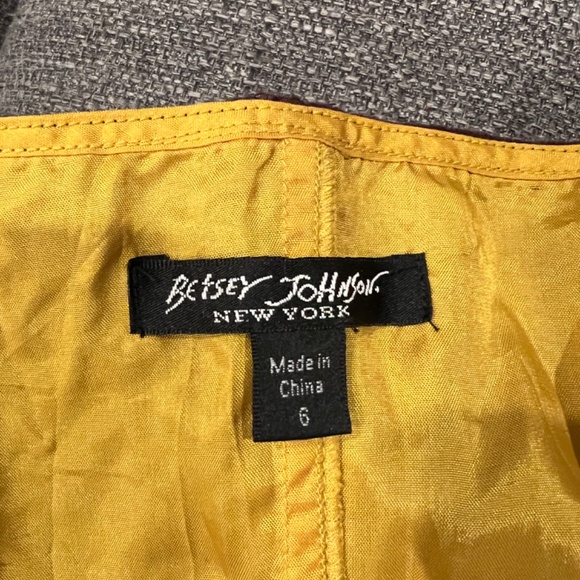 BETSEY JOHNSON.
NEW YORK
Made in
China
6